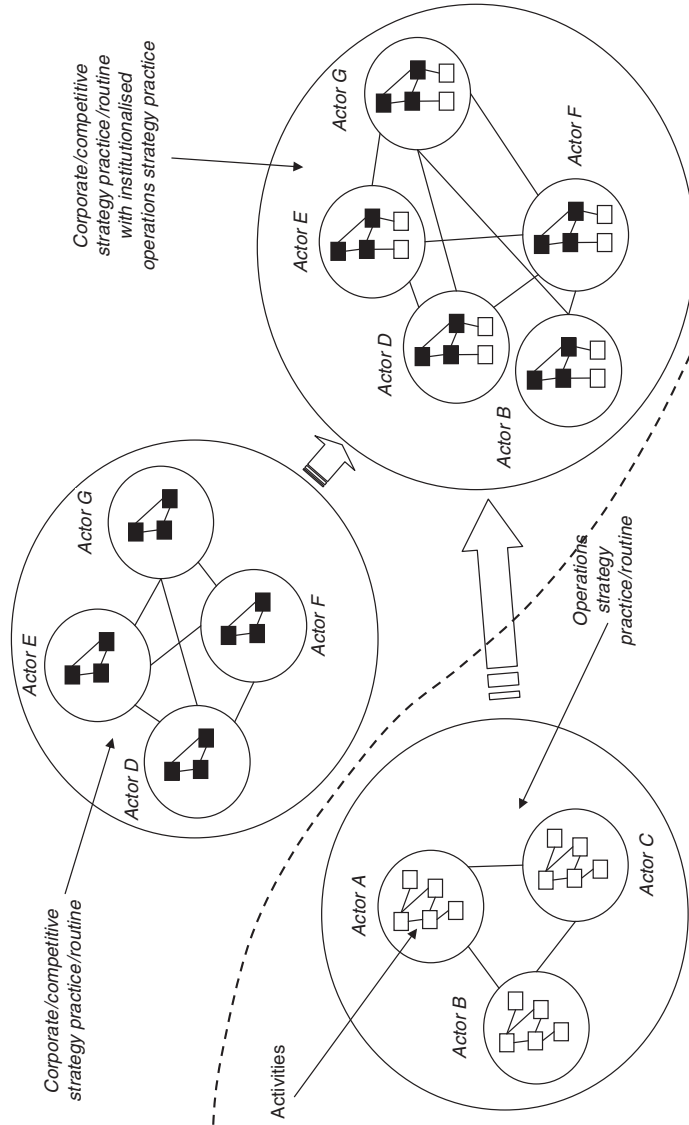 Corporate/competitive
strategy practice/routine
Actor E
Actor G
Actor D
Actor F
Corporate/competitive
strategy practice/routine
with institutionalised
operations strategy practice
Actor G
Actor E
Actor D
Actor F
Actor B
Activities
Actor A
Actor B
Actor C
Operations
strategy
practice/routine